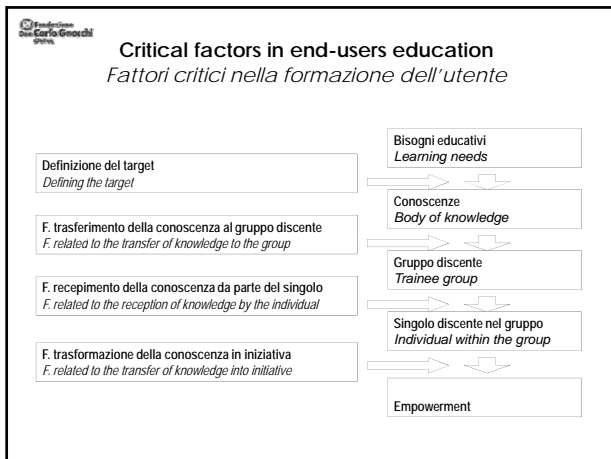 Fondazione
Don Carlo Gnocchi
Critical factors in end-users education
Fattori critici nella formazione dell'utente
Bisogni educativi
Learning needs
Definizione del target
Defining the target
Conoscenze
Body of knowledge
F. trasferimento della conoscenza al gruppo discente
F. related to the transfer of knowledge to the group
Gruppo discente
Trainee group
F. recepimento della conoscenza da parte del singolo
F. related to the reception of knowledge by the individual
Singolo discente nel gruppo
Individual within the group
F. trasformazione della conoscenza in iniziativa
F. related to the transfer of knowledge into initiative
Empowerment